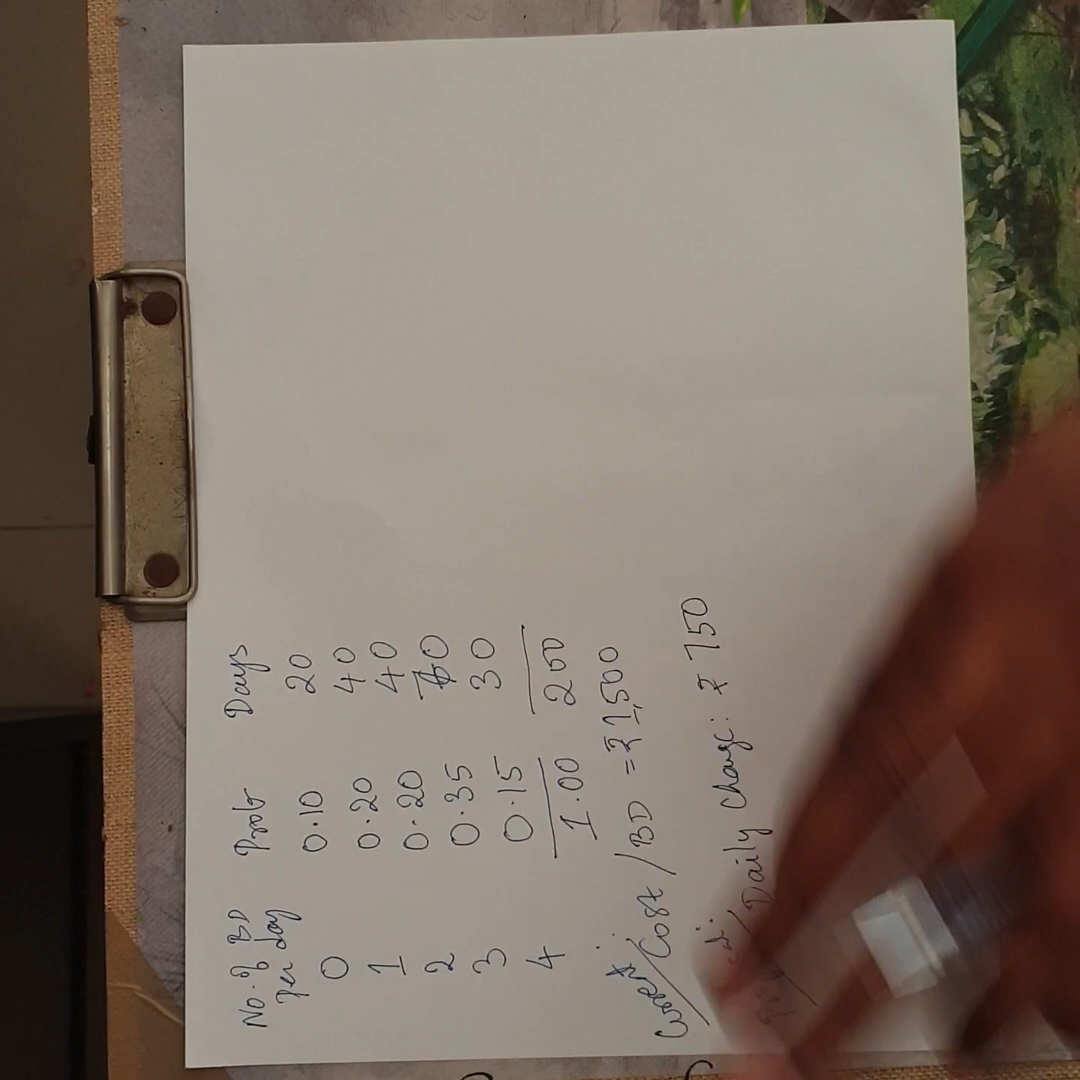 No. of BD Prob Days
Per day
0 0.10 20
1 0.20 40
2 0.20 40
3 0.35 70
4 0.15 30
1.00 200
Current: Cost / BD = ₹1,500
Daily Charge: ₹ 750